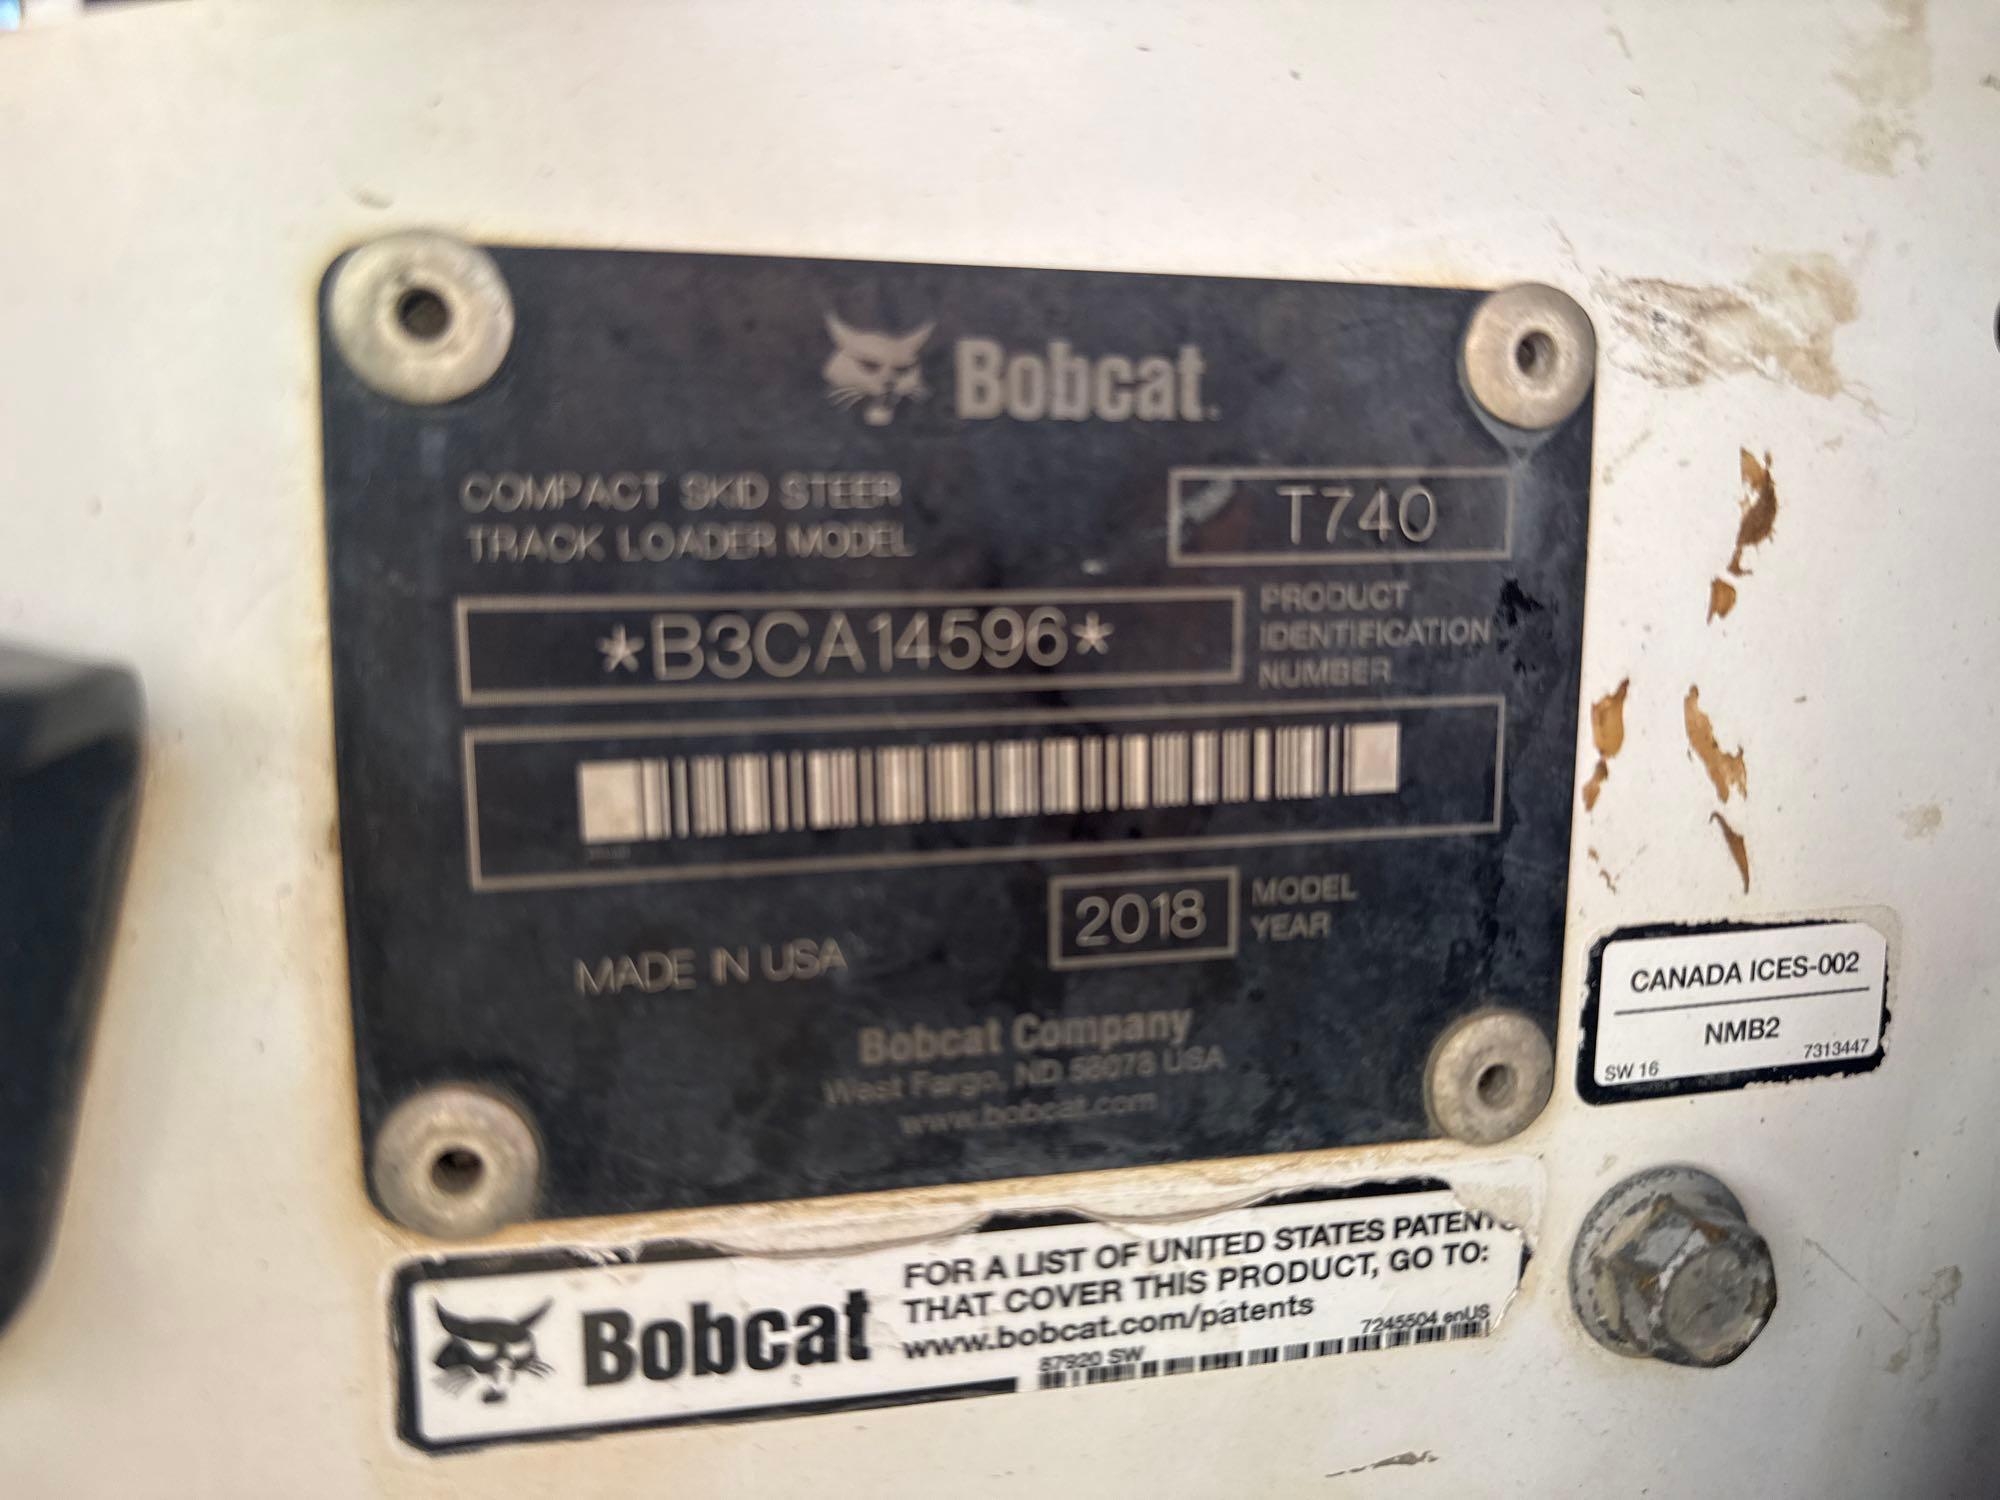 Bobcat.
COMPACT SKID STEER
TRACK LOADER MODEL
T740
*B3CA14596*
PRODUCT
IDENTIFICATION
NUMBER
2018
MODEL
YEAR
MADE IN USA
Bobcat Company
West Fargo, ND 58078 USA
www.bobcat.com
CANADA ICES-002
NMB2
SW 16
7313447
Bobcat
FOR A LIST OF UNITED STATES PATENTS
THAT COVER THIS PRODUCT, GO TO:
www.bobcat.com/patents
7245504 enUS
87920 SW